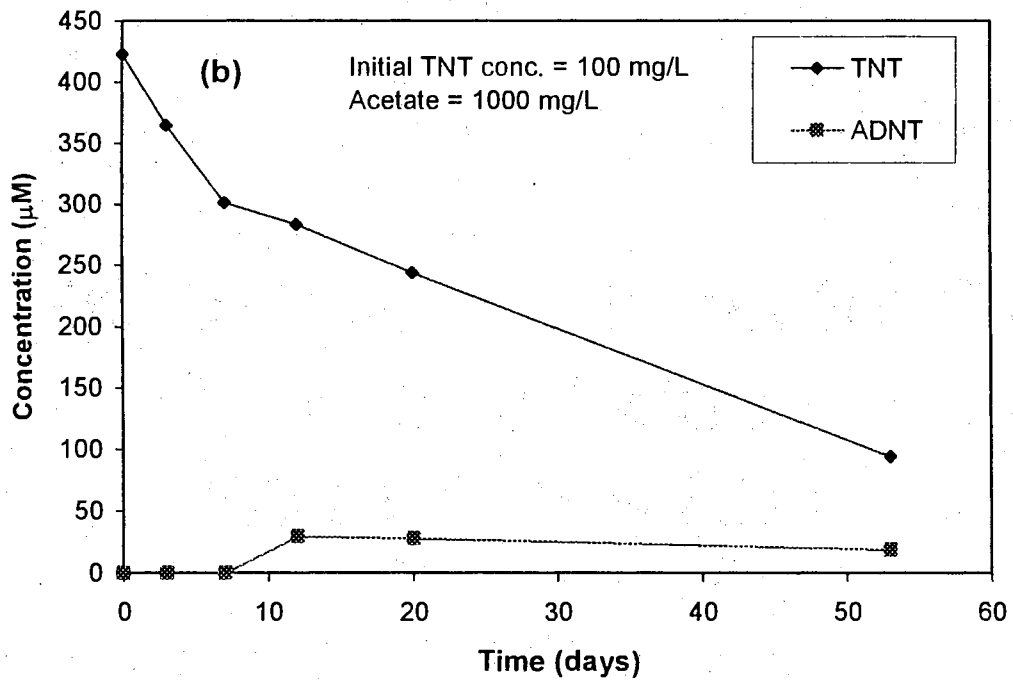 450
400
350
300
250
200
150
100
50
0
Concentration (μM)
(b)
Initial TNT conc. = 100 mg/L
Acetate = 1000 mg/L
TNT
ADNT
0 10 20 30 40 50 60
Time (days)